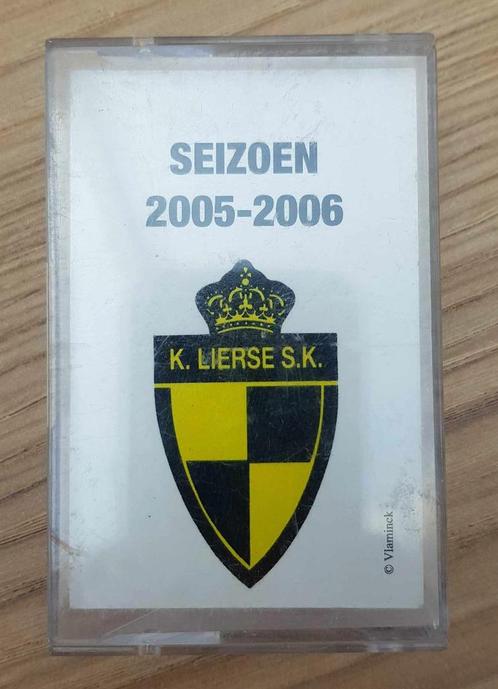 SEIZOEN
2005-2006
K. LIERSE S.K.
© Vlaminck